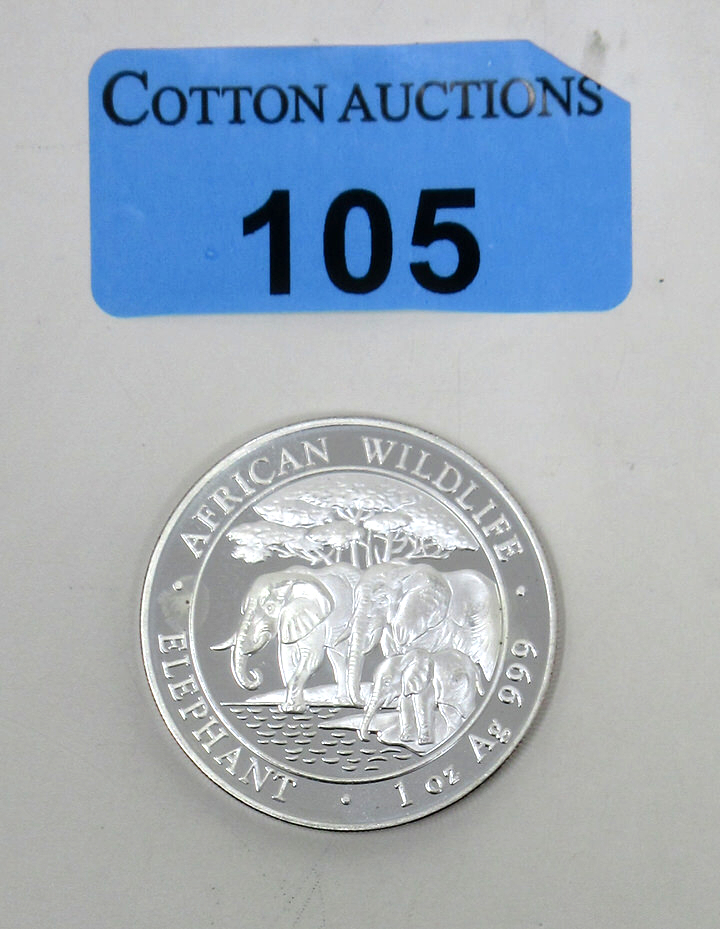 COTTON AUCTIONS
105
AFRICAN WILDLIFE
ELEPHANT
1 oz Ag 999